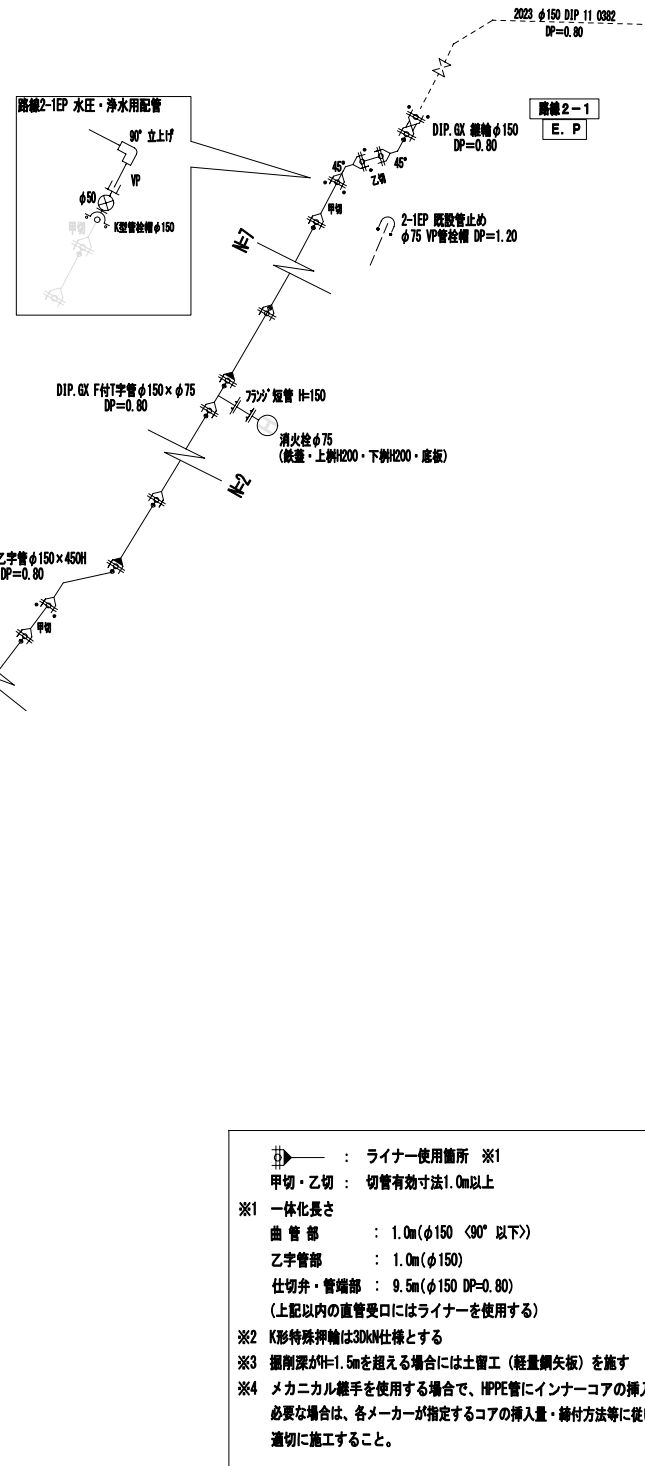 2023 φ150 DIP 11 0382
DP=0.80
路線2-1EP 水圧・浄水用配管
90° 立上げ
VP
φ50
K型管栓帽φ150
甲切
路線2-1
E. P
DIP.GX 継輪φ150
DP=0.80
45°
乙切
45°
甲切
2-1EP 既設管止め
φ75 VP管栓帽 DP=1.20
N=7
DIP.GX F付T字管φ150×φ75
DP=0.80
フランジ短管 H=150
消火栓φ75
(鉄蓋・上桝H200・下桝H200・底板)
N=2
乙字管φ150×450H
DP=0.80
甲切
： ライナー使用箇所 ※1
甲切・乙切 ： 切管有効寸法1.0m以上
※1 一体化長さ
曲 管 部 ： 1.0m(φ150 〈90° 以下〉)
乙字管部 ： 1.0m(φ150)
仕切弁・管端部 ： 9.5m(φ150 DP=0.80)
(上記以内の直管受口にはライナーを使用する)
※2 K形特殊押輪は3DkN仕様とする
※3 掘削深がH=1.5mを超える場合には土留工（軽量鋼矢板）を施す
※4 メカニカル継手を使用する場合で、HPPE管にインナーコアの挿入
必要な場合は、各メーカーが指定するコアの挿入量・締付方法等に従い
適切に施工すること。